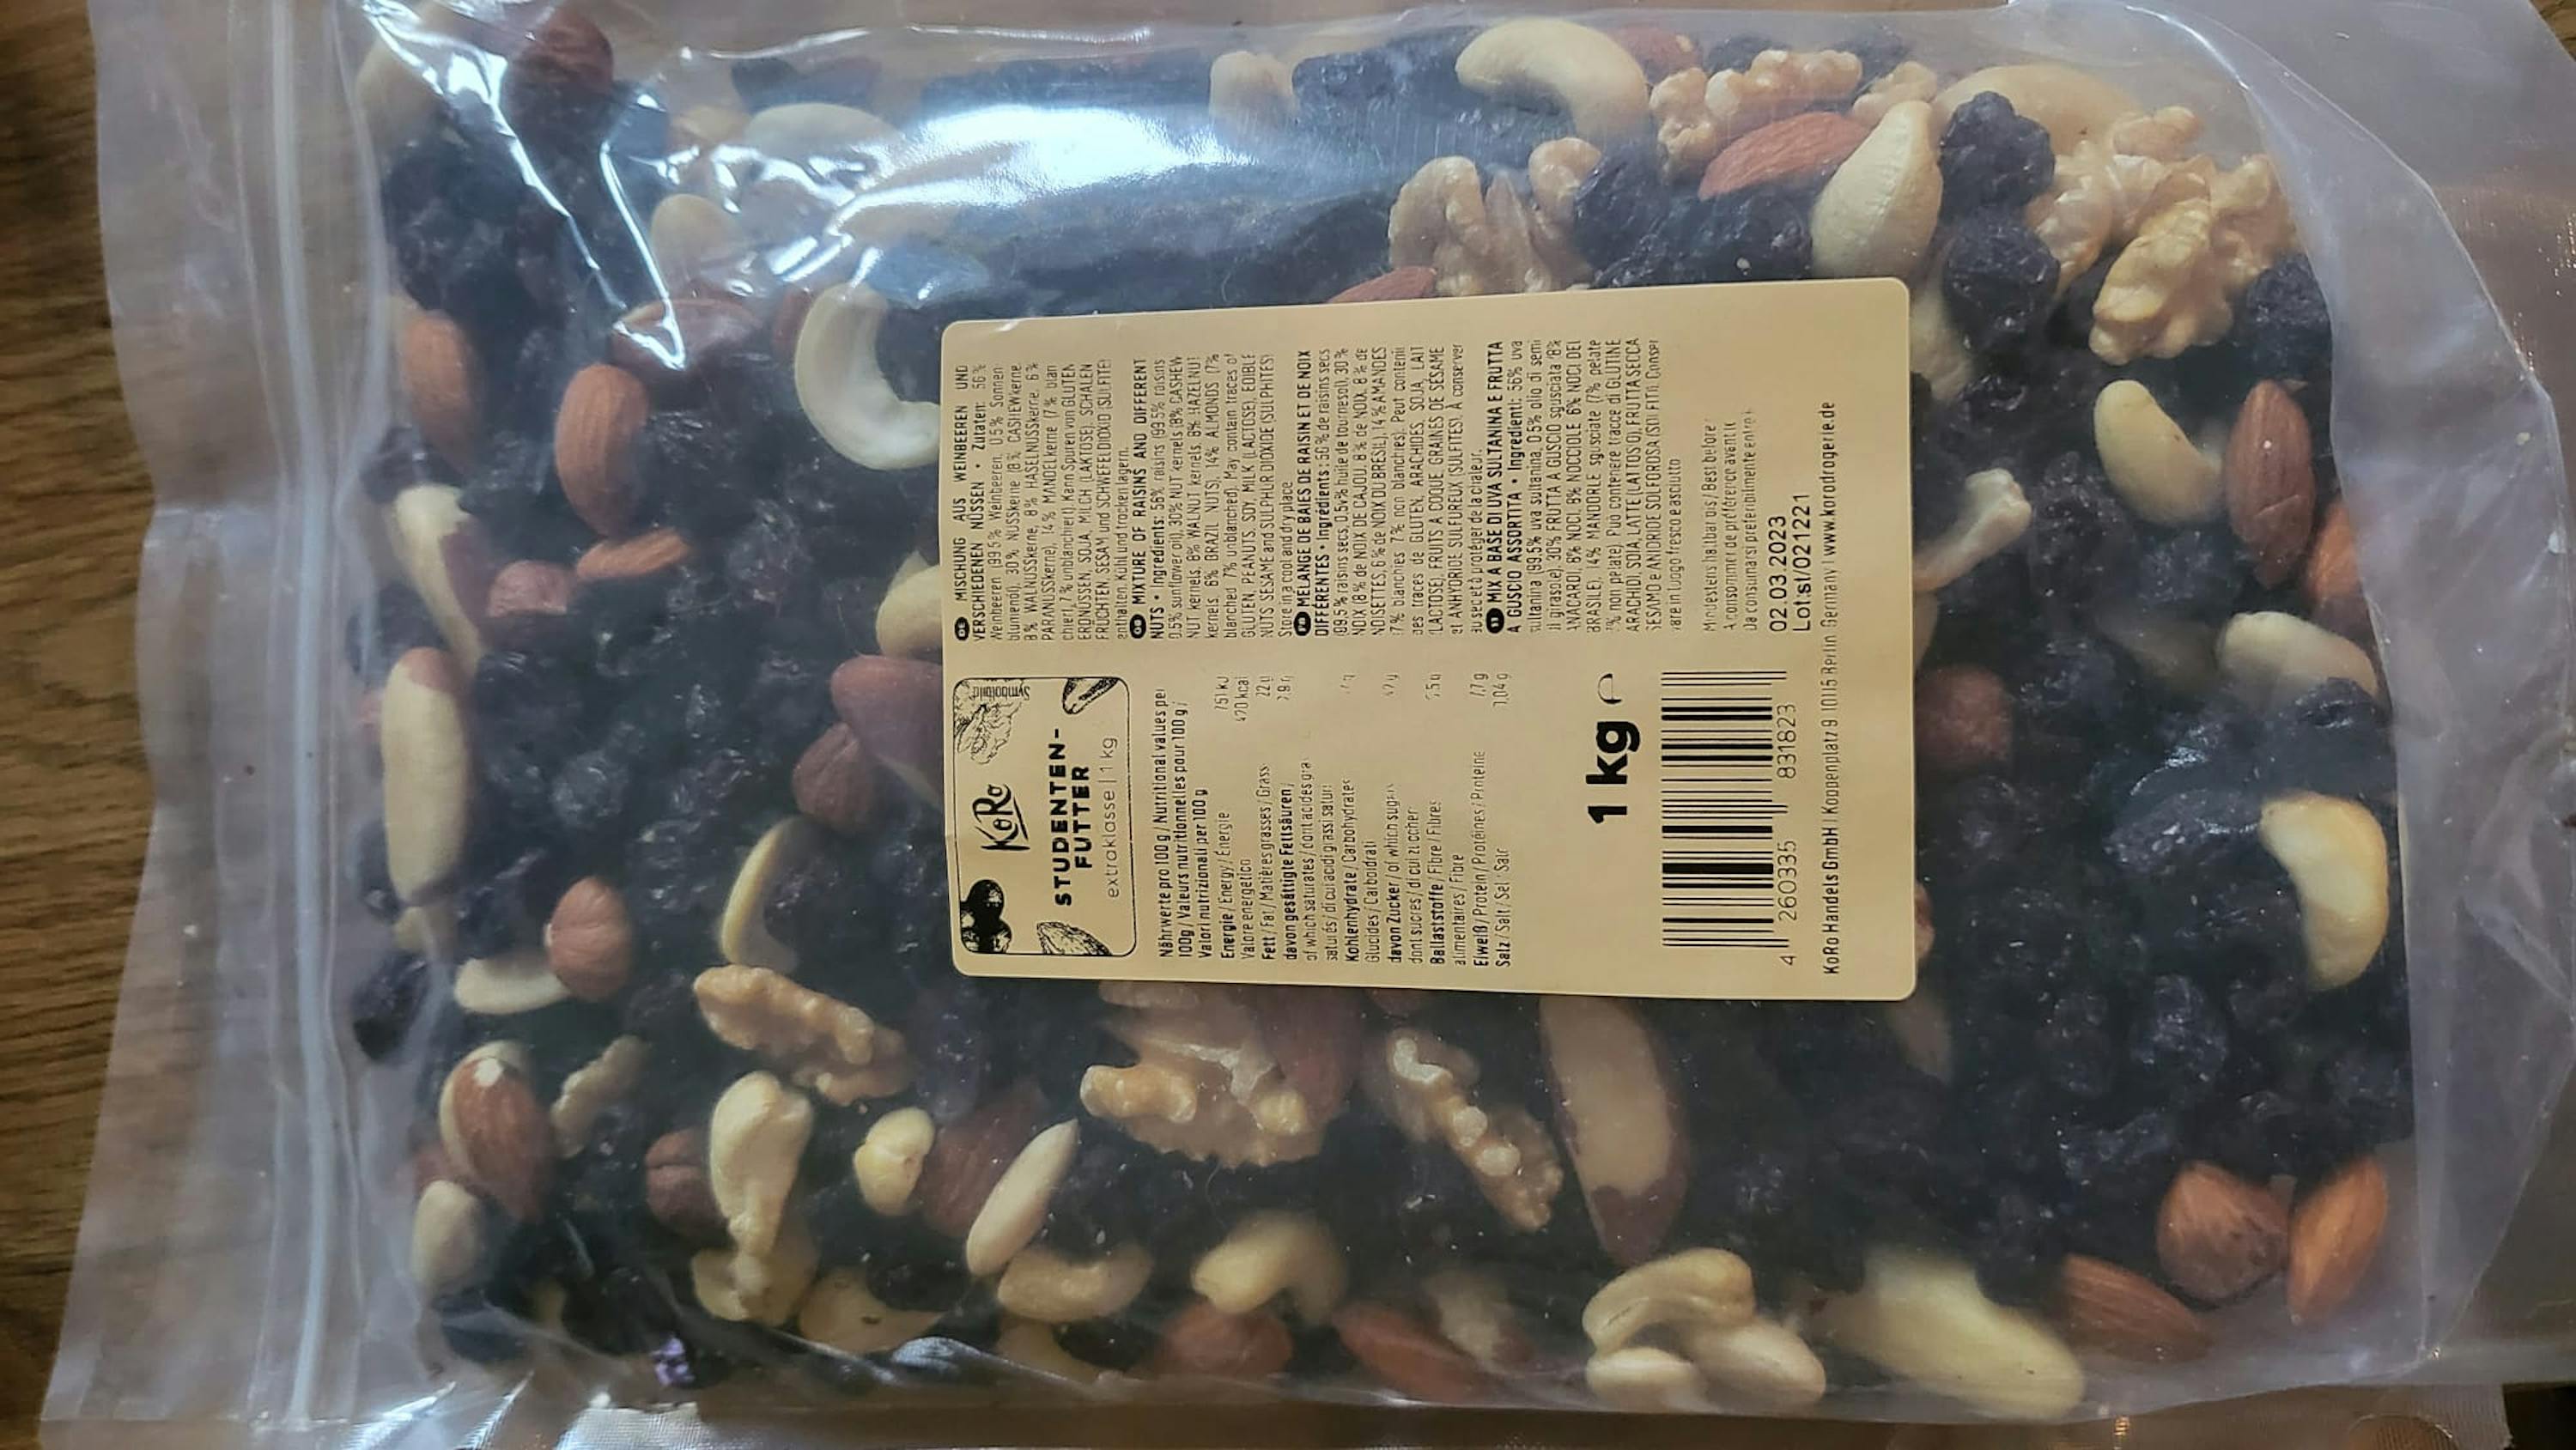 KoRo
Symbolbild
STUDENTEN-
FUTTER
extraklasse | 1 kg
Nährwerte pro 100 g / Nutritional values per
100g / Valeurs nutritionnelles pour 100 g /
Valori nutrizionali per 100 g
Energie / Energy / Énergie
Valore energetico 470 kcal
Fett / Fat / Matières grasses / Grass
davon gesättigte Fettsäuren /
of which saturates / dont acides gra
saturés / di cui acidi grassi saturi
Kohlenhydrate / Carbohydrates
Glucides / Carboidrati
davon Zucker / of which sugars
dont sucres / di cui zuccher
Ballaststoffe / Fibre / Fibres
alimentaires / Fibre
Eiweiß / Protein / Protéines / Proteine
Salz / Salt / Sel / Sale
1 kg e
4 260335 831823
DE MISCHUNG AUS WEINBEEREN UND
VERSCHIEDENEN NÜSSEN • Zutaten: 56 %
Weinbeeren (99.5 % Weinbeeren, 0.5 % Sonnen-
blumenöl), 30 % NUSSkerne (8 % CASHEWkerne,
8 % WALNUSSkerne, 8 % HASELNUSSkerne, 6 %
PARANUSSkerne), 14 % MANDELkerne (7 % blan
chiert, 7 % unblanchiert). Kann Spuren von GLUTEN
ERDNÜSSEN, SOJA, MILCH (LAKTOSE), SCHALEN
FRÜCHTEN, SESAM und SCHWEFELDIOXID (SULFITE)
enthalten. Kühl und trocken lagern.
GB MIXTURE OF RAISINS AND DIFFERENT
NUTS • Ingredients: 56% raisins (99.5% raisins
0.5% sunflower oil), 30% NUT kernels (8% CASHEW
NUT kernels, 8% WALNUT kernels, 8% HAZELNUT
kernels, 6% BRAZIL NUTS), 14% ALMONDS (7%
blanched, 7% unblanched). May contain traces of
GLUTEN, PEANUTS, SOY, MILK (LACTOSE), EDIBLE
NUTS SESAME and SULPHUR DIOXIDE (SULPHITES)
Store in a cool and dry place
FR MÉLANGE DE BAIES DE RAISIN ET DE NOIX
DIFFÉRENTES • Ingrédients : 56 % de raisins secs
(99.5 % raisins secs, 0.5 % huile de tournesol), 30 %
NOIX (8 % de NOIX DE CAJOU, 8 % de NOIX, 8 % de
NOISETTES, 6 % de NOIX DU BRÉSIL), 14 % AMANDES
(7 % blanches, 7 % non blanches). Peut contenir
des traces de GLUTEN, ARACHIDES, SOJA, LAIT
(LACTOSE), FRUITS À COQUE GRAINES DE SÉSAME
et ANHYDRIDE SULFUREUX (SULFITES). À conserver
au sec et à protéger de la chaleur.
IT MIX A BASE DI UVA SULTANINA E FRUTTA
A GUSCIO ASSORTITA • Ingredienti: 56% uva
sultanina (99.5% uva sultanina, 0.5% olio di semi
di girasole), 30% FRUTTA A GUSCIO sgusciata (8%
ANACARDI, 8% NOCI, 8% NOCCIOLE 6% NOCI DEL
BRASILE), 14% MANDORLE sgusciate (7% pelate
7% non pelate). Può contenere tracce di GLUTINE
ARACHIDI, SOIA, LATTE (LATTOSIO), FRUTTA SECCA
SESAMO e ANIDRIDE SOLFOROSA (SOLFITI). Conser
vare in luogo fresco e asciutto
Mindestens haltbar bis / Best before
À consommer de préférence avant le
Da consumarsi preferibilmente entro
02.03.2023
Lot:st/021221
KoRo Handels GmbH | Koppenplatz 9 10115 Berlin Germany | www.korodrogerie.de